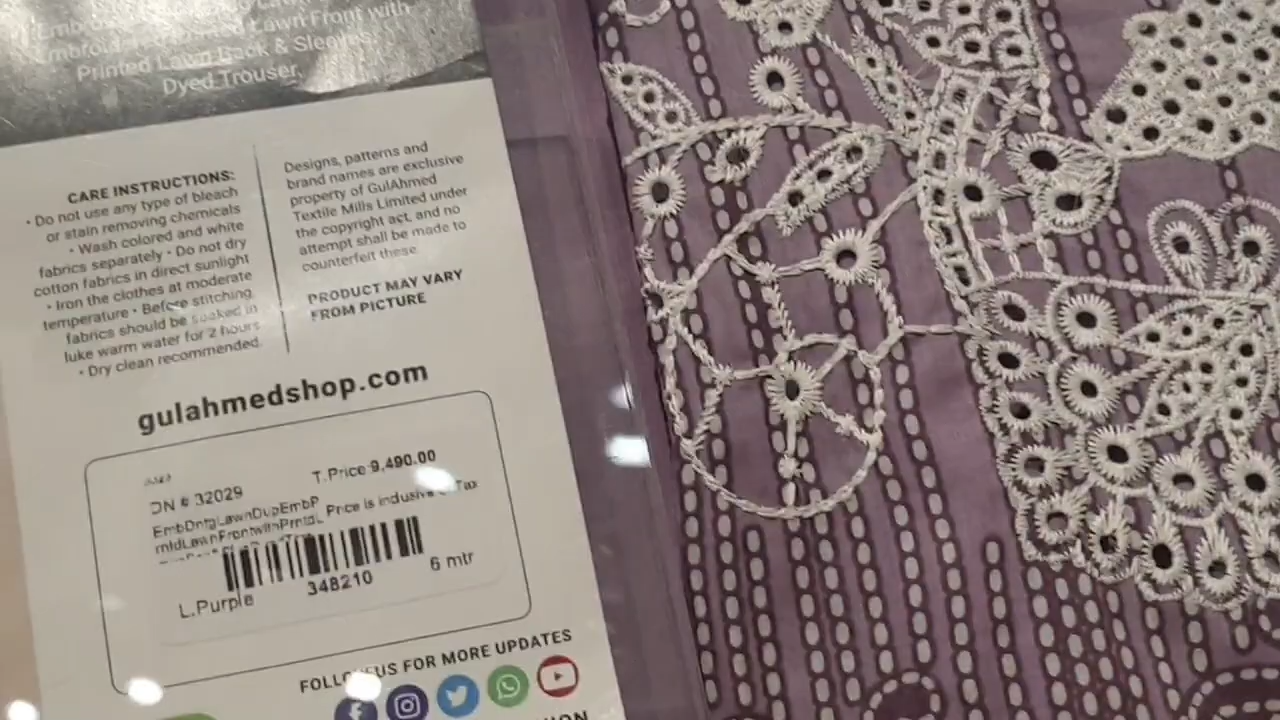 Lawn Front with
Printed Lawn Back & Sleeves.
Dyed Trouser.
CARE INSTRUCTIONS:
• Do not use any type of bleach
or stain removing chemicals
• Wash colored and white
fabrics separately • Do not dry
cotton fabrics in direct sunlight
• Iron the clothes at moderate
temperature • Before stitching,
fabrics should be soaked in
luke warm water for 2 hours
• Dry clean recommended.
Designs, patterns and
brand names are exclusive
property of GulAhmed
Textile Mills Limited under
the copyright act, and no
attempt shall be made to
counterfeit these.
PRODUCT MAY VARY
FROM PICTURE
gulahmedshop.com
DN # 32029
T.Price 9,490.00
EmbDntgLawnDupEmbP
rntdLawnFrontwithPrntdL
Price is inclusive Tax
348210
L.Purple
6 mtr
FOLLOW US FOR MORE UPDATES